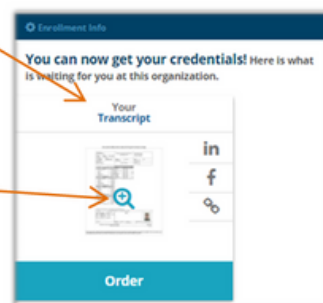 Enrollment Info
You can now get your credentials! Here is what
is waiting for you at this organization.
Your
Transcript
in
f
Order